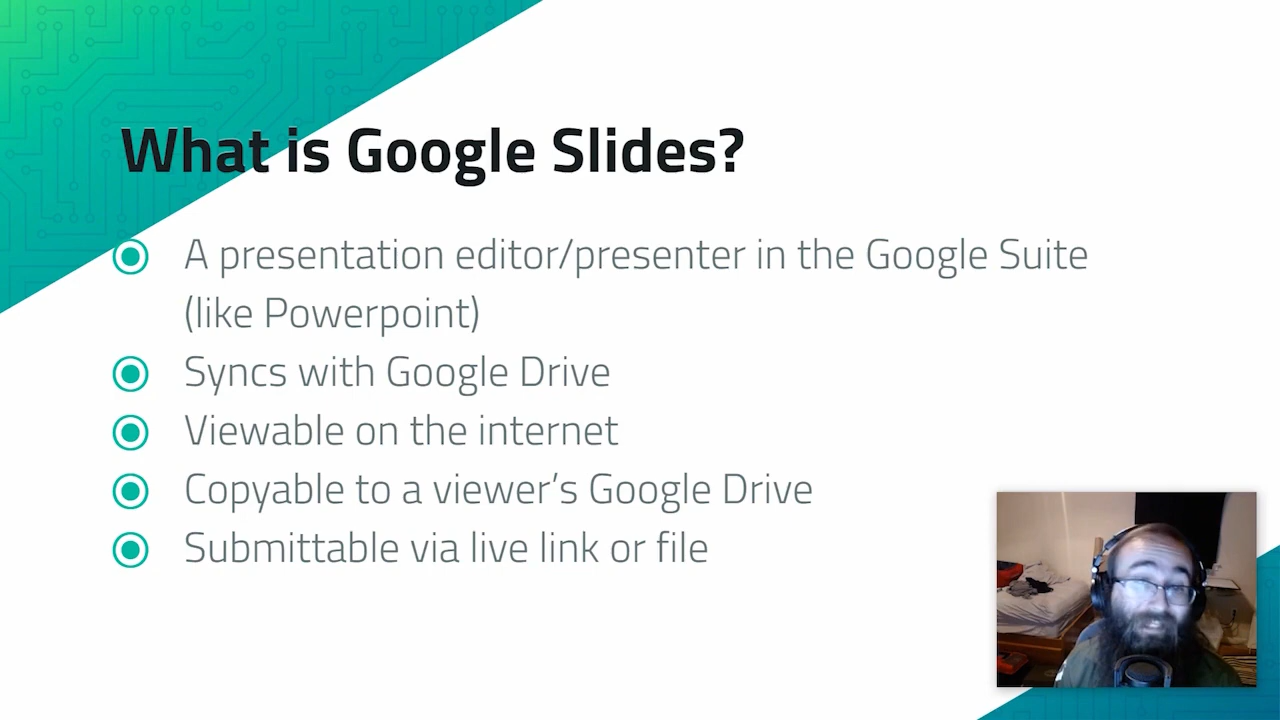 What is Google Slides?
A presentation editor/presenter in the Google Suite
(like Powerpoint)
Syncs with Google Drive
Viewable on the internet
Copyable to a viewer’s Google Drive
Submittable via live link or file